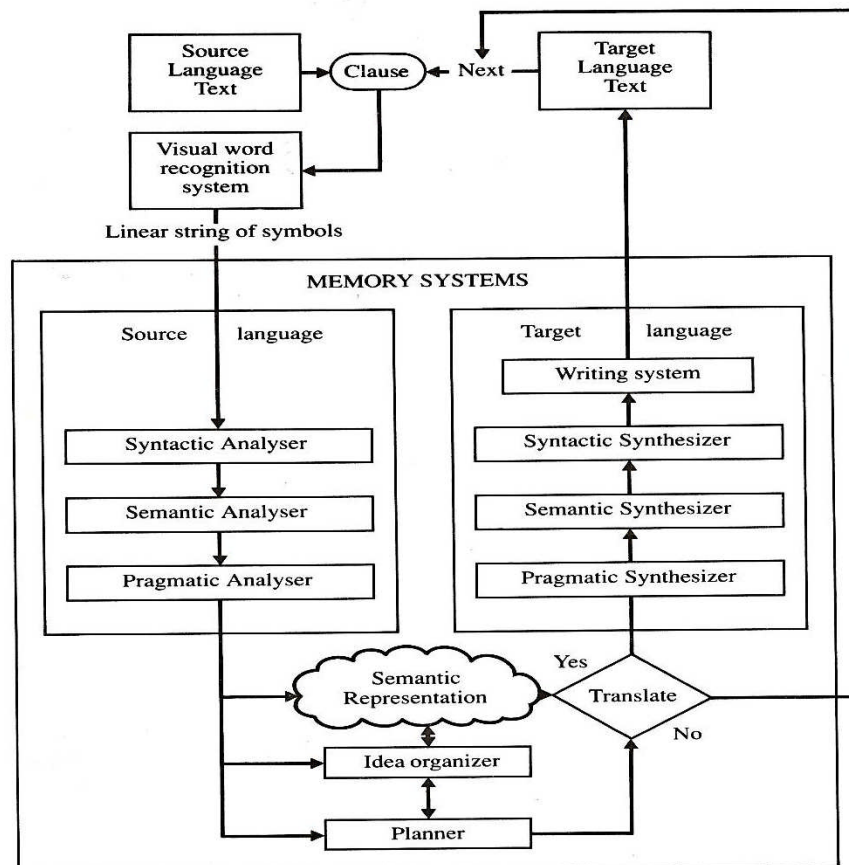 Source
Language
Text
Clause
Next
Target
Language
Text
Visual word
recognition
system
Linear string of symbols
MEMORY SYSTEMS
Source language
Target language
Writing system
Syntactic Analyser
Syntactic Synthesizer
Semantic Analyser
Semantic Synthesizer
Pragmatic Analyser
Pragmatic Synthesizer
Yes
Semantic
Representation
Translate
No
Idea organizer
Planner